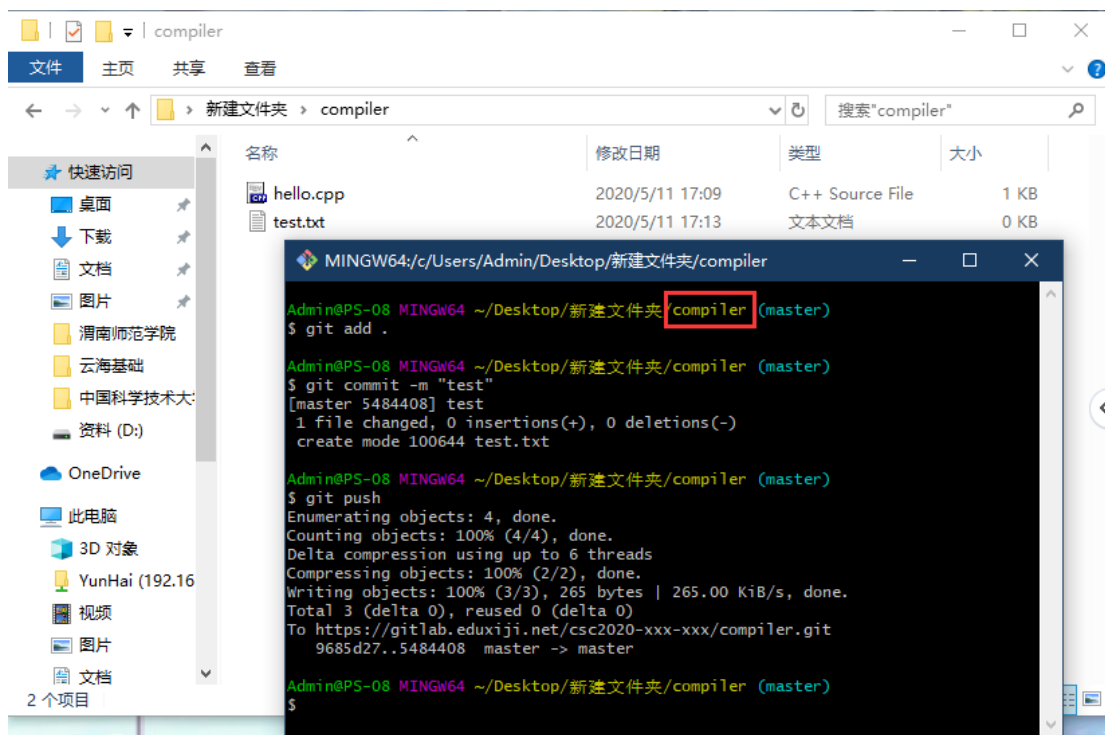 compiler
文件 主页 共享 查看
新建文件夹 › compiler
搜索"compiler"
名称 修改日期 类型 大小
快速访问
桌面
下载
文档
图片
渭南师范学院
云海基础
中国科学技术大
资料 (D:)
OneDrive
此电脑
3D 对象
YunHai (192.16
视频
图片
文档
2 个项目
hello.cpp 2020/5/11 17:09 C++ Source File 1 KB
test.txt 2020/5/11 17:13 文本文档 0 KB
MINGW64:/c/Users/Admin/Desktop/新建文件夹/compiler
Admin@PS-08 MINGW64 ~/Desktop/新建文件夹/compiler (master)
$ git add .
Admin@PS-08 MINGW64 ~/Desktop/新建文件夹/compiler (master)
$ git commit -m "test"
[master 5484408] test
1 file changed, 0 insertions(+), 0 deletions(-)
create mode 100644 test.txt
Admin@PS-08 MINGW64 ~/Desktop/新建文件夹/compiler (master)
$ git push
Enumerating objects: 4, done.
Counting objects: 100% (4/4), done.
Delta compression using up to 6 threads
Compressing objects: 100% (2/2), done.
Writing objects: 100% (3/3), 265 bytes | 265.00 KiB/s, done.
Total 3 (delta 0), reused 0 (delta 0)
To https://gitlab.eduxiji.net/csc2020-xxx-xxx/compiler.git
9685d27..5484408  master -> master
Admin@PS-08 MINGW64 ~/Desktop/新建文件夹/compiler (master)
$